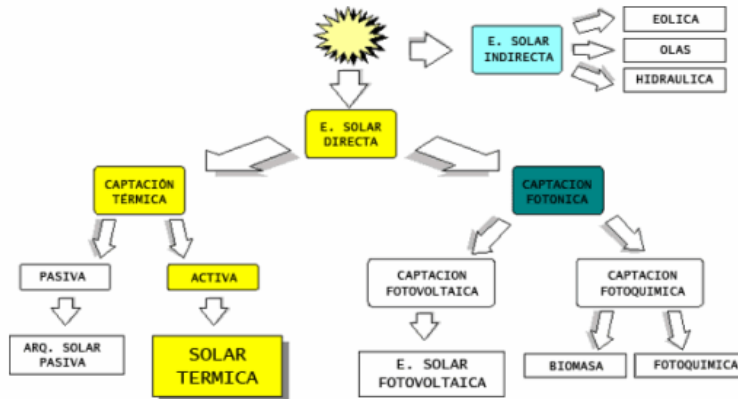 EOLICA
E. SOLAR
INDIRECTA
OLAS
HIDRAULICA
E. SOLAR
DIRECTA
CAPTACIÓN
TÉRMICA
CAPTACION
FOTONICA
PASIVA
ACTIVA
CAPTACION
FOTOVOLTAICA
CAPTACION
FOTOQUIMICA
ARQ. SOLAR
PASIVA
SOLAR
TERMICA
E. SOLAR
FOTOVOLTAICA
BIOMASA
FOTOQUIMICA